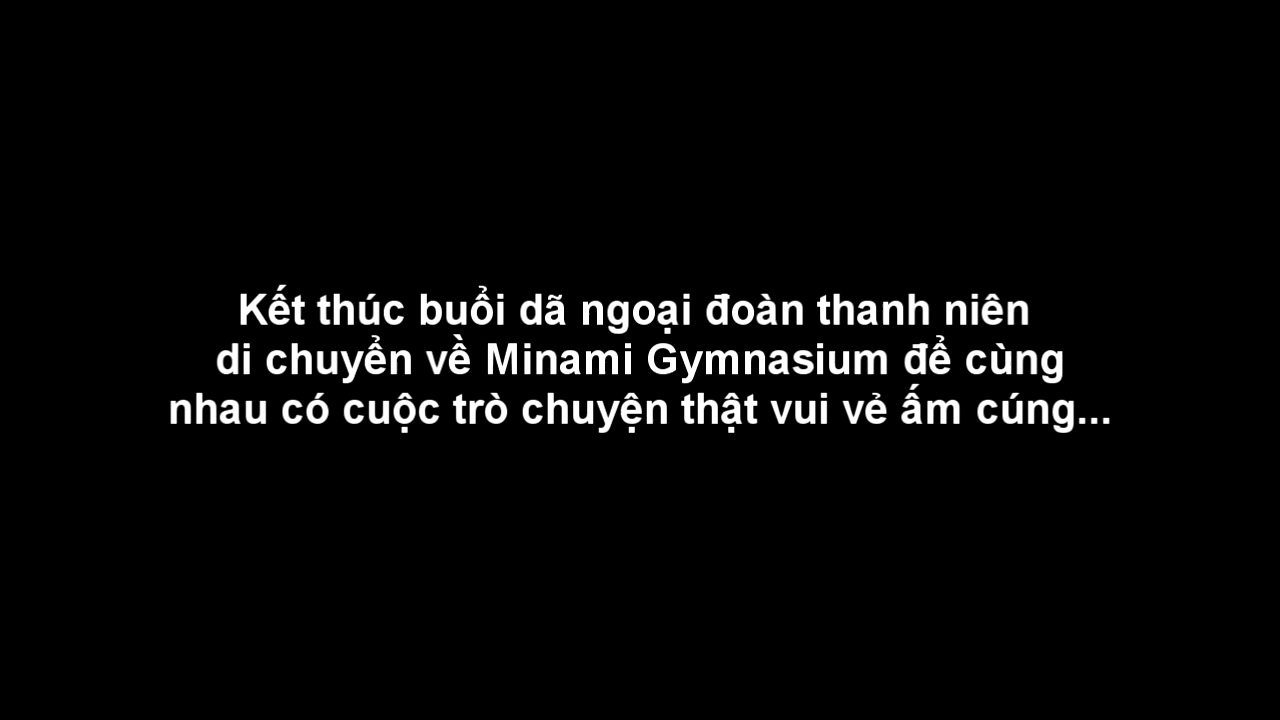 Kết thúc buổi dã ngoại đoàn thanh niên
di chuyển về Minami Gymnasium để cùng
nhau có cuộc trò chuyện thật vui vẻ ấm cúng...